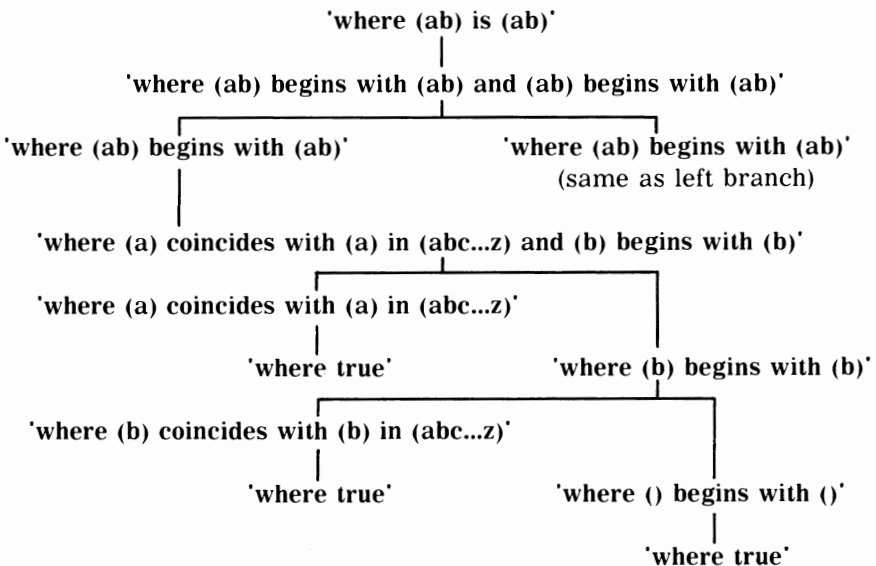 'where (ab) is (ab)'
'where (ab) begins with (ab) and (ab) begins with (ab)'
'where (ab) begins with (ab)' 'where (ab) begins with (ab)'
(same as left branch)
'where (a) coincides with (a) in (abc...z) and (b) begins with (b)'
'where (a) coincides with (a) in (abc...z)'
'where true' 'where (b) begins with (b)'
'where (b) coincides with (b) in (abc...z)'
'where true' 'where () begins with ()'
'where true'